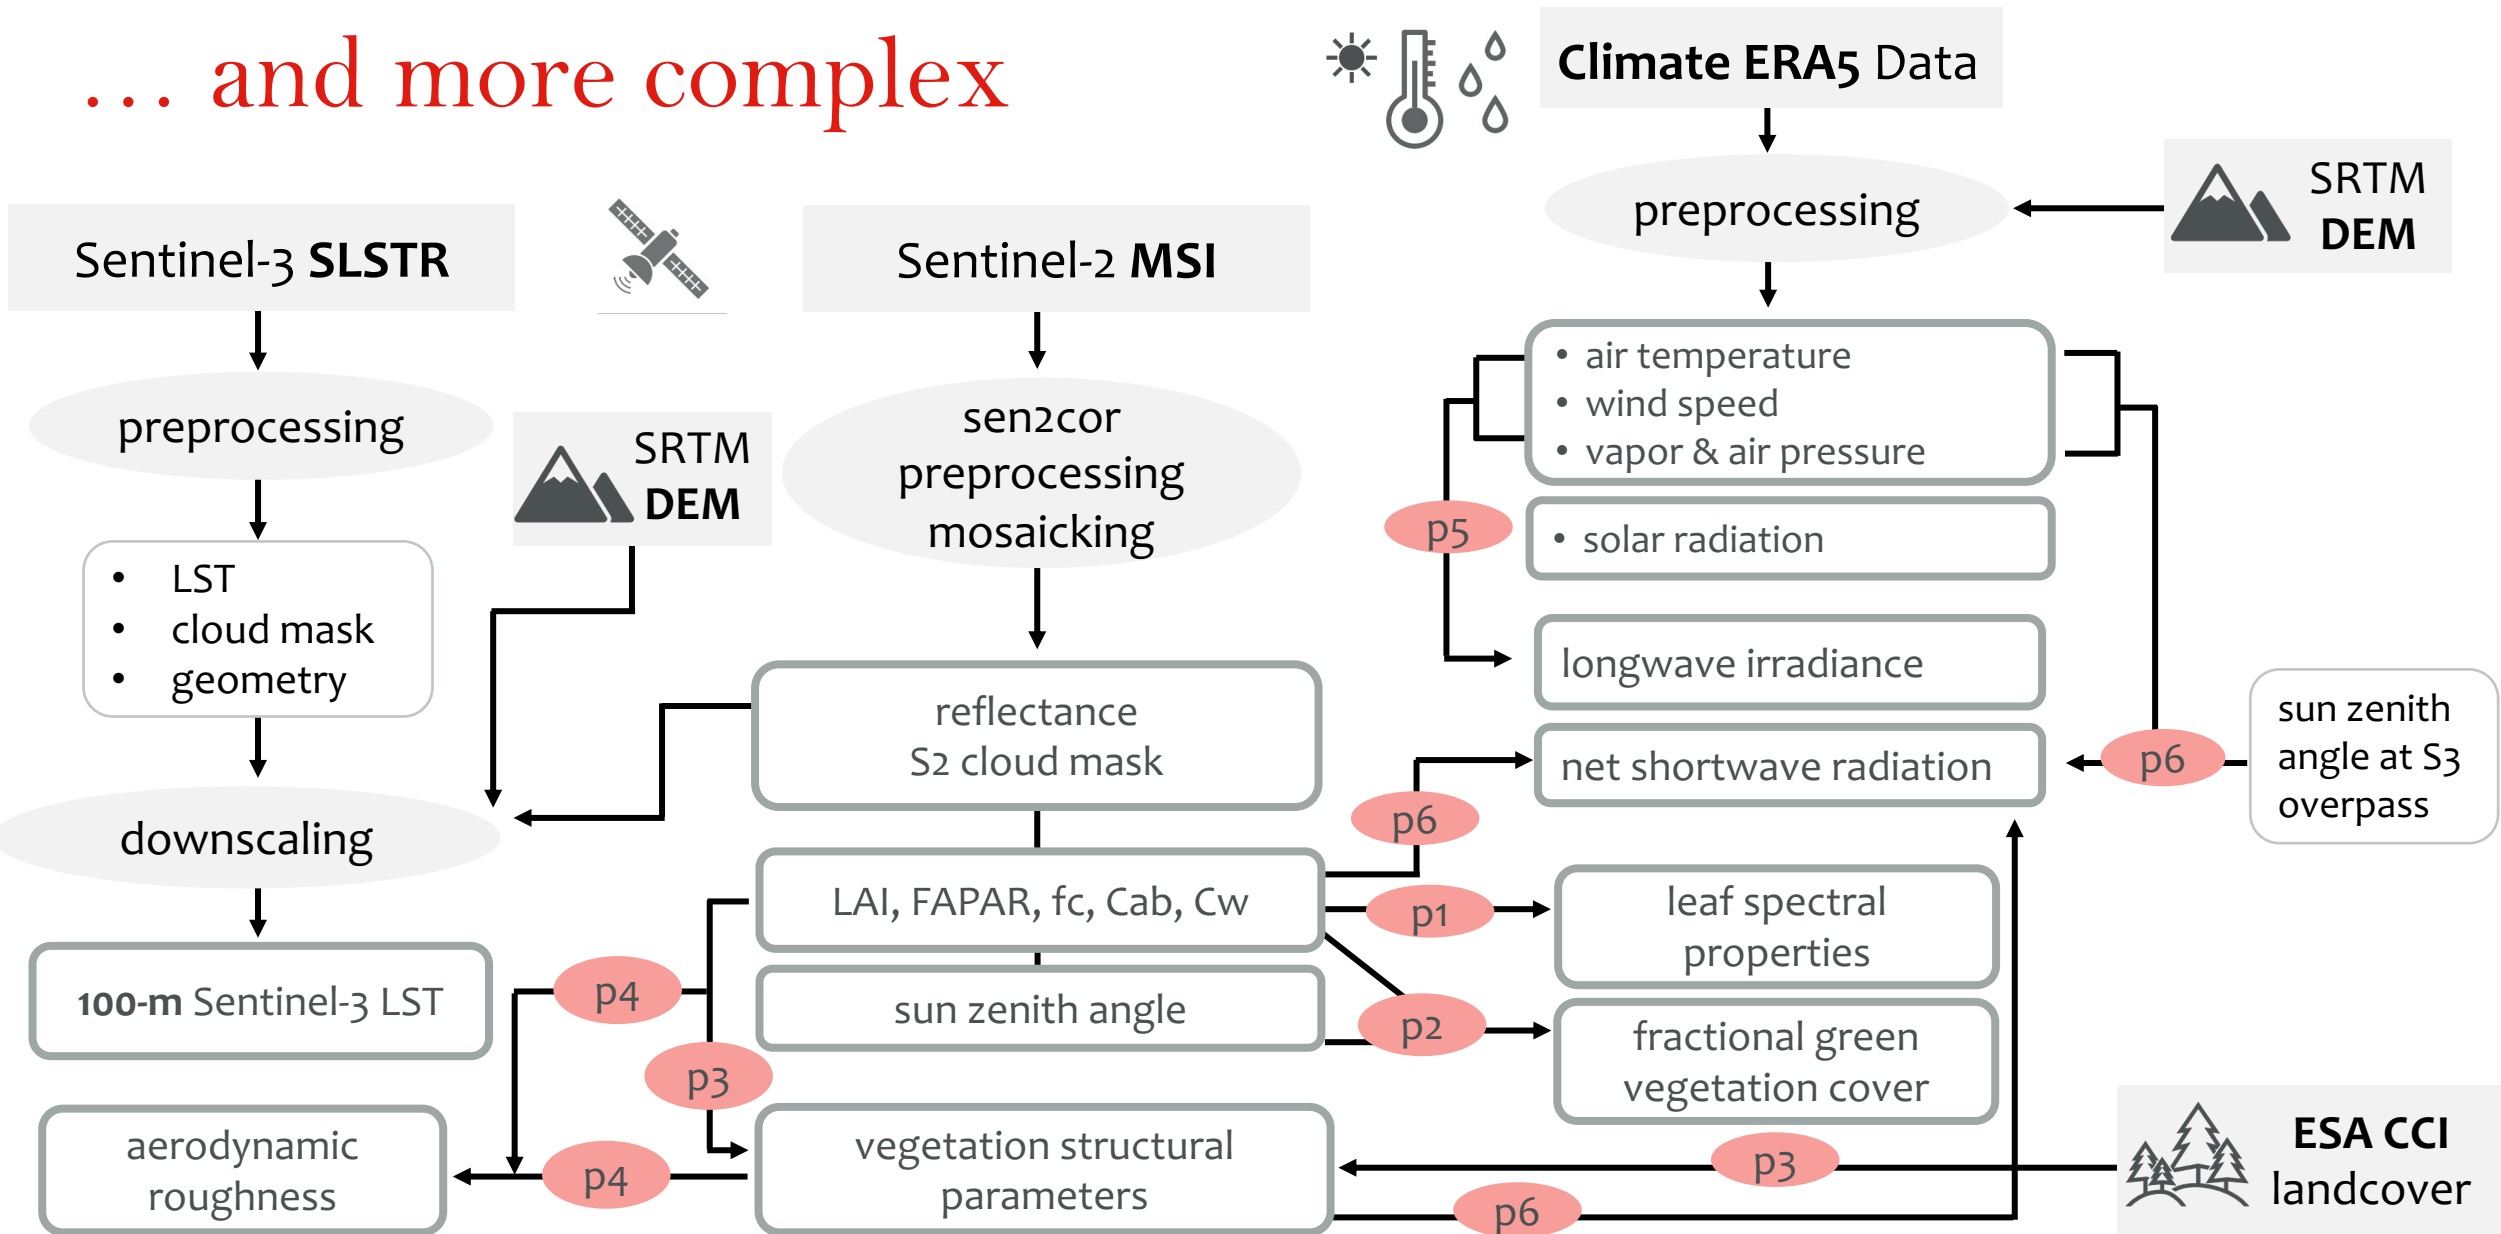 ... and more complex
Climate ERA5 Data
preprocessing
SRTM
DEM
Sentinel-3 SLSTR
Sentinel-2 MSI
preprocessing
SRTM
DEM
sen2cor
preprocessing
mosaicking
• air temperature
• wind speed
• vapor & air pressure
p5
• solar radiation
• LST
• cloud mask
• geometry
longwave irradiance
reflectance
S2 cloud mask
net shortwave radiation
p6
sun zenith
angle at S3
overpass
downscaling
p6
LAI, FAPAR, fc, Cab, Cw
p1
leaf spectral
properties
100-m Sentinel-3 LST
p4
sun zenith angle
p2
fractional green
vegetation cover
p3
aerodynamic
roughness
p4
vegetation structural
parameters
p3
p6
ESA CCI
landcover